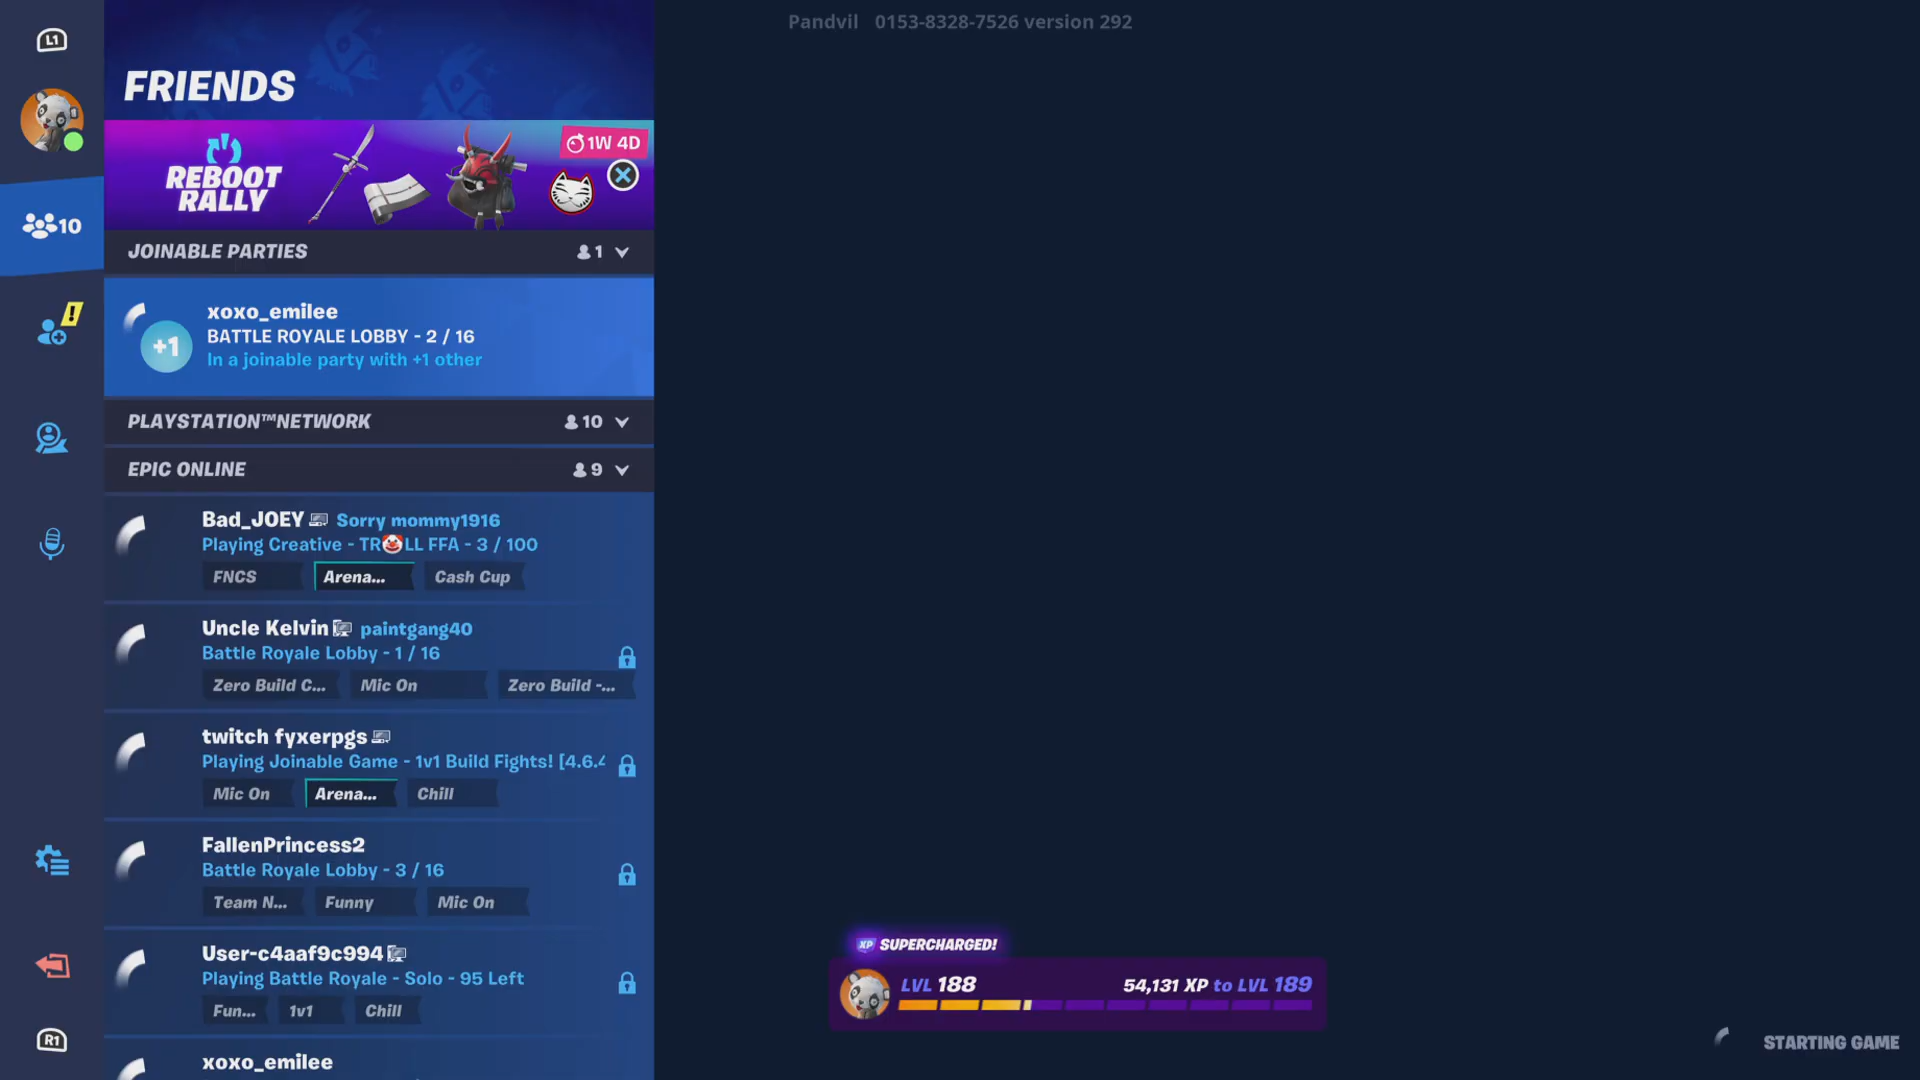 L1
Pandvil 0153-8328-7526 version 292
FRIENDS
REBOOT
RALLY
1W 4D
10
JOINABLE PARTIES 1
+1
xoxo_emilee
BATTLE ROYALE LOBBY - 2 / 16
In a joinable party with +1 other
PLAYSTATION™NETWORK 10
EPIC ONLINE 9
Bad_JOEY Sorry mommy1916
Playing Creative - TR🤡LL FFA - 3 / 100
FNCS Arena... Cash Cup
Uncle Kelvin paintgang40
Battle Royale Lobby - 1 / 16
Zero Build C... Mic On Zero Build -...
twitch fyxerpgs
Playing Joinable Game - 1v1 Build Fights! [4.6.4
Mic On Arena... Chill
FallenPrincess2
Battle Royale Lobby - 3 / 16
Team N... Funny Mic On
User-c4aaf9c994
Playing Battle Royale - Solo - 95 Left
Fun... 1v1 Chill
xoxo_emilee
R1
XP SUPERCHARGED!
LVL 188 54,131 XP to LVL 189
STARTING GAME